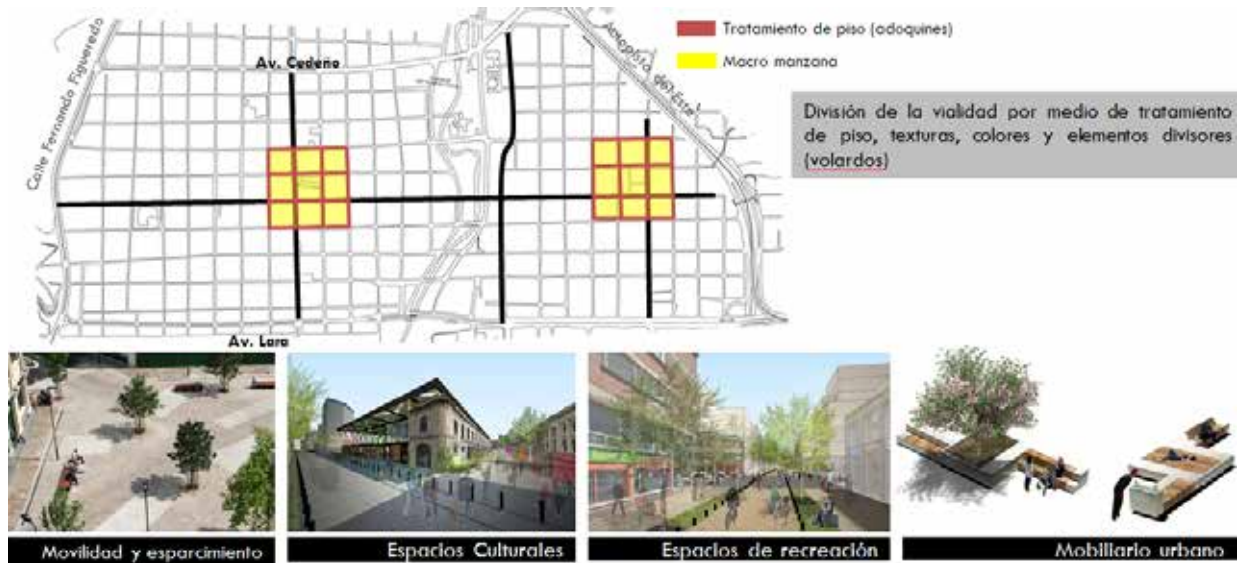 Tratamiento de piso (adoquines)
Macro manzana
Av. Cedeño
Calle Fernando Figueredo
Autopista del Este
División de la vialidad por medio de tratamiento
de piso, texturas, colores y elementos divisores
(volardos)
Av. Lara
Movilidad y esparcimiento
Espacios Culturales
Espacios de recreación
Mobiliario urbano